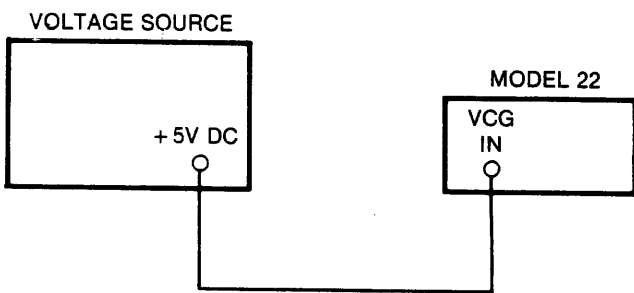 VOLTAGE SOURCE
+5V DC
MODEL 22
VCG
IN